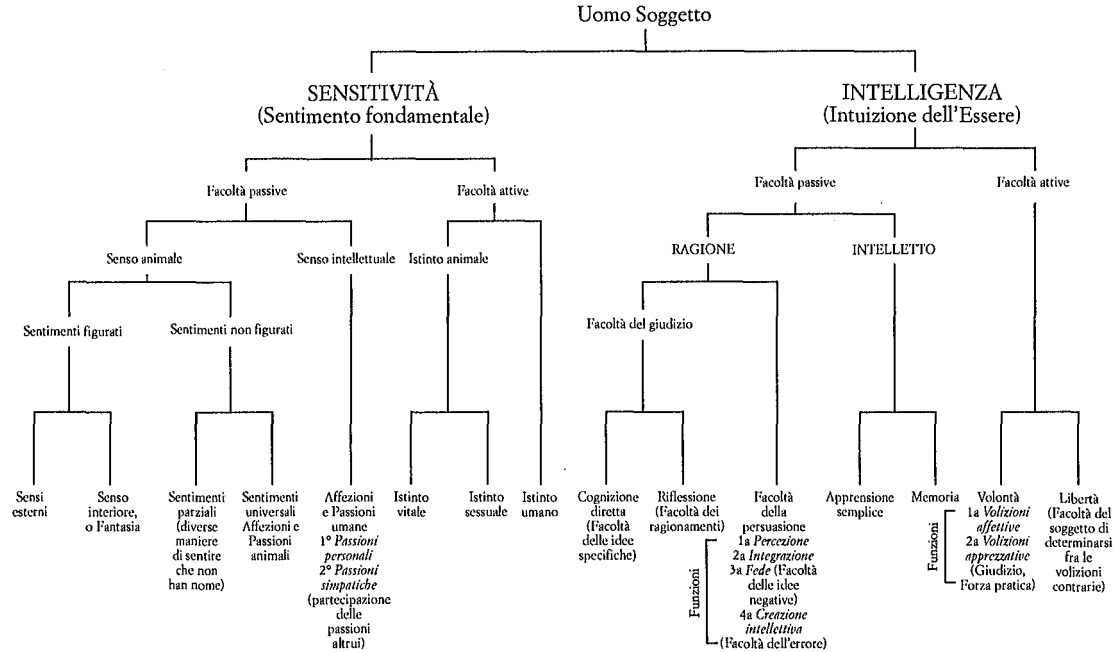 Uomo Soggetto
SENSITIVITÀ
(Sentimento fondamentale)
INTELLIGENZA
(Intuizione dell'Essere)
Facoltà passive
Facoltà attive
Facoltà passive
Facoltà attive
Senso animale
Senso intellettuale
Istinto animale
RAGIONE
INTELLETTO
Sentimenti figurati
Sentimenti non figurati
Facoltà del giudizio
Sensi
esterni
Senso
interiore,
o Fantasia
Sentimenti
parziali
(diverse
maniere
di sentire
che non
han nome)
Sentimenti
universali
Affezioni e
Passioni
animali
Affezioni
e Passioni
umane
1° Passioni
personali
2° Passioni
simpatiche
(partecipazione
delle
passioni
altrui)
Istinto
vitale
Istinto
sessuale
Istinto
umano
Cognizione
diretta
(Facoltà
delle idee
specifiche)
Riflessione
(Facoltà dei
ragionamenti)
Facoltà
della
persuasione
1a Percezione
2a Integrazione
3a Fede (Facoltà
delle idee
negative)
4a Creazione
intellettiva
(Facoltà dell'errore)
Funzioni
Apprensione
semplice
Memoria
Volontà
1a Volizioni
affettive
2a Volizioni
apprezzative
(Giudizio,
Forza pratica)
Funzioni
Libertà
(Facoltà del
soggetto di
determinarsi
fra le
volizioni
contrarie)